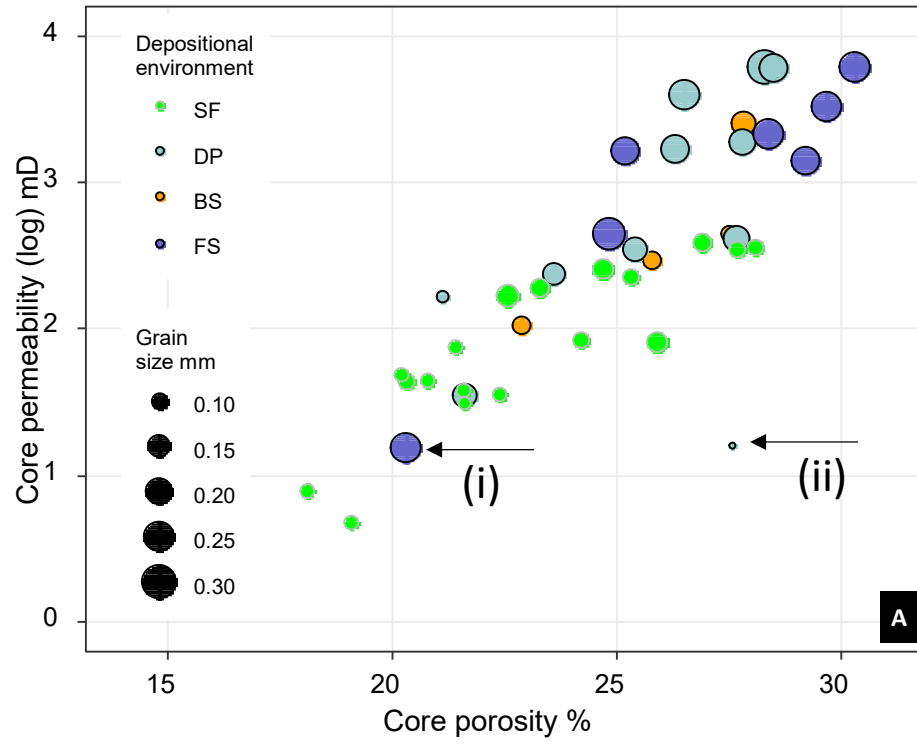 Core permeability (log) mD
4
3
2
1
0
Depositional
environment
SF
DP
BS
FS
Grain
size mm
0.10
0.15
0.20
0.25
0.30
(i)
(ii)
A
15
20
25
30
Core porosity %